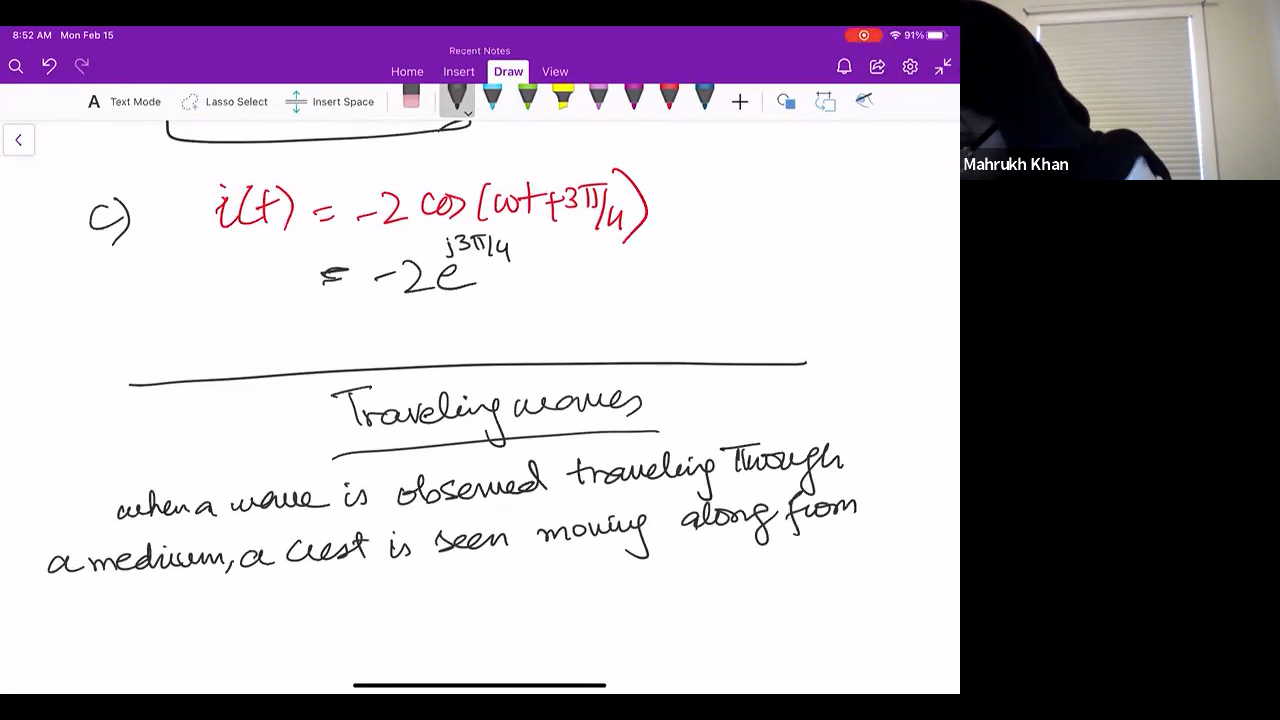 8:52 AM Mon Feb 15
91%
Recent Notes
Home Insert Draw View
Text Mode Lasso Select Insert Space
Mahrukh Khan
c) i(t) = -2 cos(ωt+3π/4)
= -2e^{j3π/4}
Traveling waves
when a wave is observed traveling Through
a medium, a crest is seen moving along from